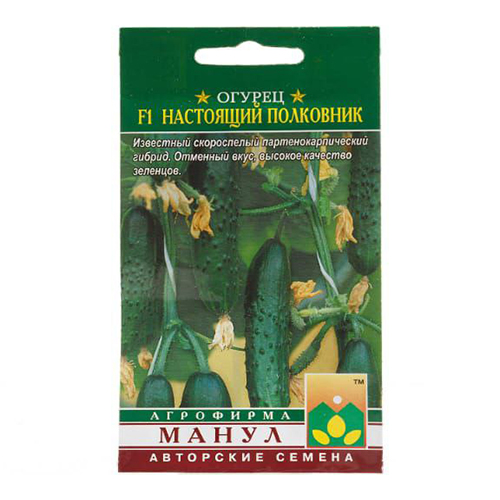 ОГУРЕЦ
F1 НАСТОЯЩИЙ ПОЛКОВНИК
Известный скороспелый партенокарпический
гибрид. Отменный вкус, высокое качество
зеленцов.
TM
АГРОФИРМА
МАНУЛ
АВТОРСКИЕ СЕМЕНА